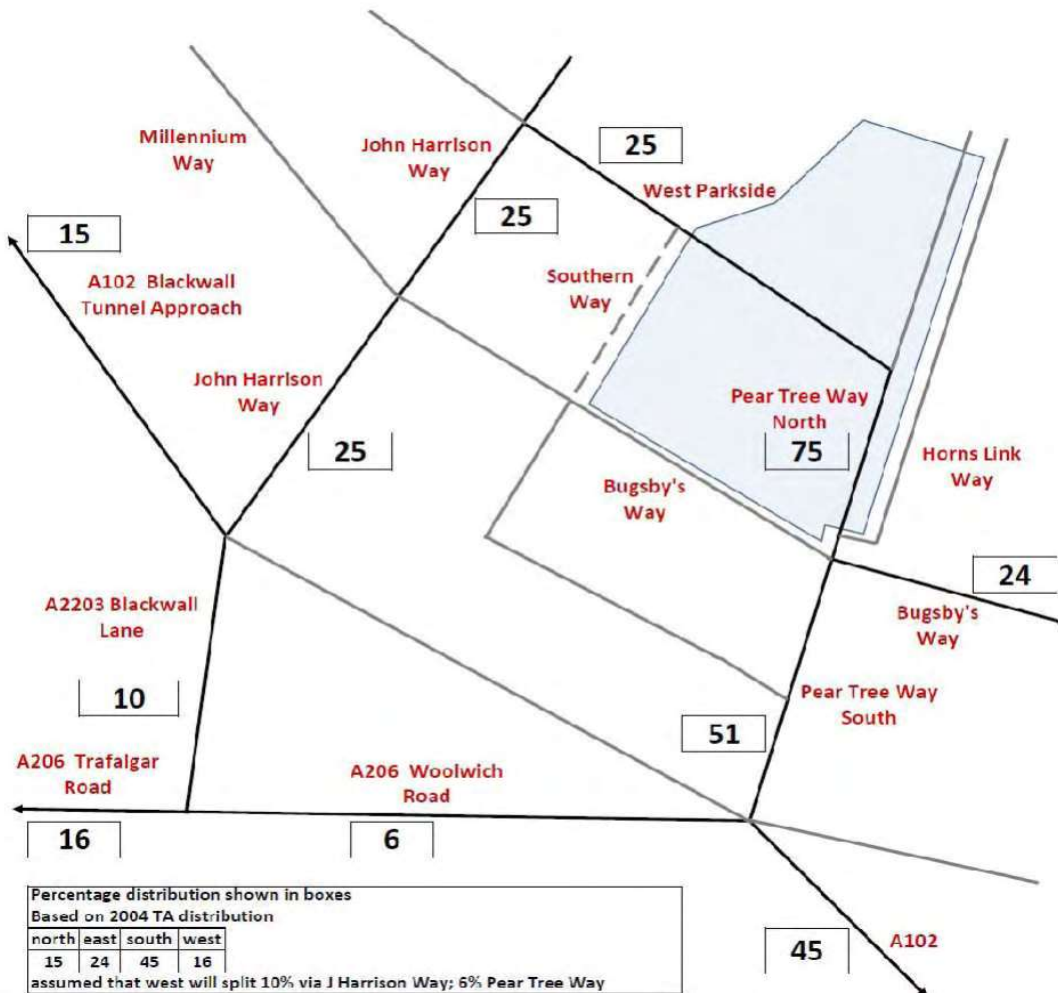 Millennium
Way
John Harrison
Way
25
West Parkside
25
15
A102 Blackwall
Tunnel Approach
Southern
Way
John Harrison
Way
25
Pear Tree Way
North
75
Horns Link
Way
Bugsby's
Way
24
Bugsby's
Way
A2203 Blackwall
Lane
10
Pear Tree Way
South
51
A206 Trafalgar
Road
16
A206 Woolwich
Road
6
Percentage distribution shown in boxes
Based on 2004 TA distribution
north east south west
15 24 45 16
assumed that west will split 10% via J Harrison Way; 6% Pear Tree Way
45
A102